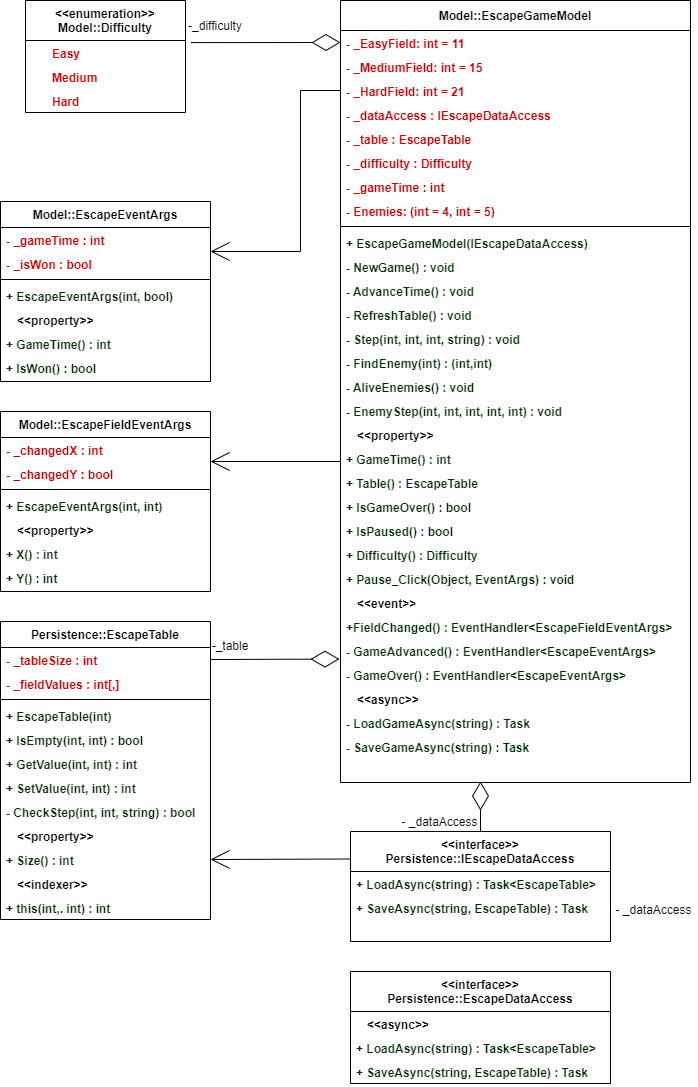 <<enumeration>>
Model::Difficulty
Easy
Medium
Hard
-_difficulty
Model::EscapeGameModel
- _EasyField: int = 11
- _MediumField: int = 15
- _HardField: int = 21
- _dataAccess : IEscapeDataAccess
- _table : EscapeTable
- _difficulty : Difficulty
- _gameTime : int
- Enemies: (int = 4, int = 5)
+ EscapeGameModel(IEscapeDataAccess)
- NewGame() : void
- AdvanceTime() : void
- RefreshTable() : void
- Step(int, int, int, string) : void
- FindEnemy(int) : (int,int)
- AliveEnemies() : void
- EnemyStep(int, int, int, int, int) : void
<<property>>
+ GameTime() : int
+ Table() : EscapeTable
+ IsGameOver() : bool
+ IsPaused() : bool
+ Difficulty() : Difficulty
+ Pause_Click(Object, EventArgs) : void
<<event>>
+FieldChanged() : EventHandler<EscapeFieldEventArgs>
- GameAdvanced() : EventHandler<EscapeEventArgs>
- GameOver() : EventHandler<EscapeEventArgs>
<<async>>
- LoadGameAsync(string) : Task
- SaveGameAsync(string) : Task
Model::EscapeEventArgs
- _gameTime : int
- _isWon : bool
+ EscapeEventArgs(int, bool)
<<property>>
+ GameTime() : int
+ IsWon() : bool
Model::EscapeFieldEventArgs
- _changedX : int
- _changedY : bool
+ EscapeEventArgs(int, int)
<<property>>
+ X() : int
+ Y() : int
Persistence::EscapeTable
- _tableSize : int
- _fieldValues : int[,]
+ EscapeTable(int)
+ IsEmpty(int, int) : bool
+ GetValue(int, int) : int
+ SetValue(int, int) : int
- CheckStep(int, int, string) : bool
<<property>>
+ Size() : int
<<indexer>>
+ this(int,. int) : int
-_table
- _dataAccess
<<interface>>
Persistence::IEscapeDataAccess
+ LoadAsync(string) : Task<EscapeTable>
+ SaveAsync(string, EscapeTable) : Task
- _dataAccess
<<interface>>
Persistence::EscapeDataAccess
<<async>>
+ LoadAsync(string) : Task<EscapeTable>
+ SaveAsync(string, EscapeTable) : Task